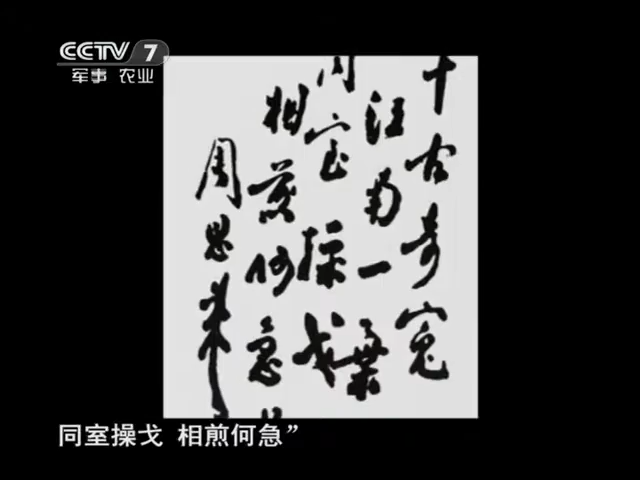 CCTV 7
军事 农业
千古奇冤
江南一葉
同室操戈
相煎何急
周恩来
同室操戈 相煎何急”